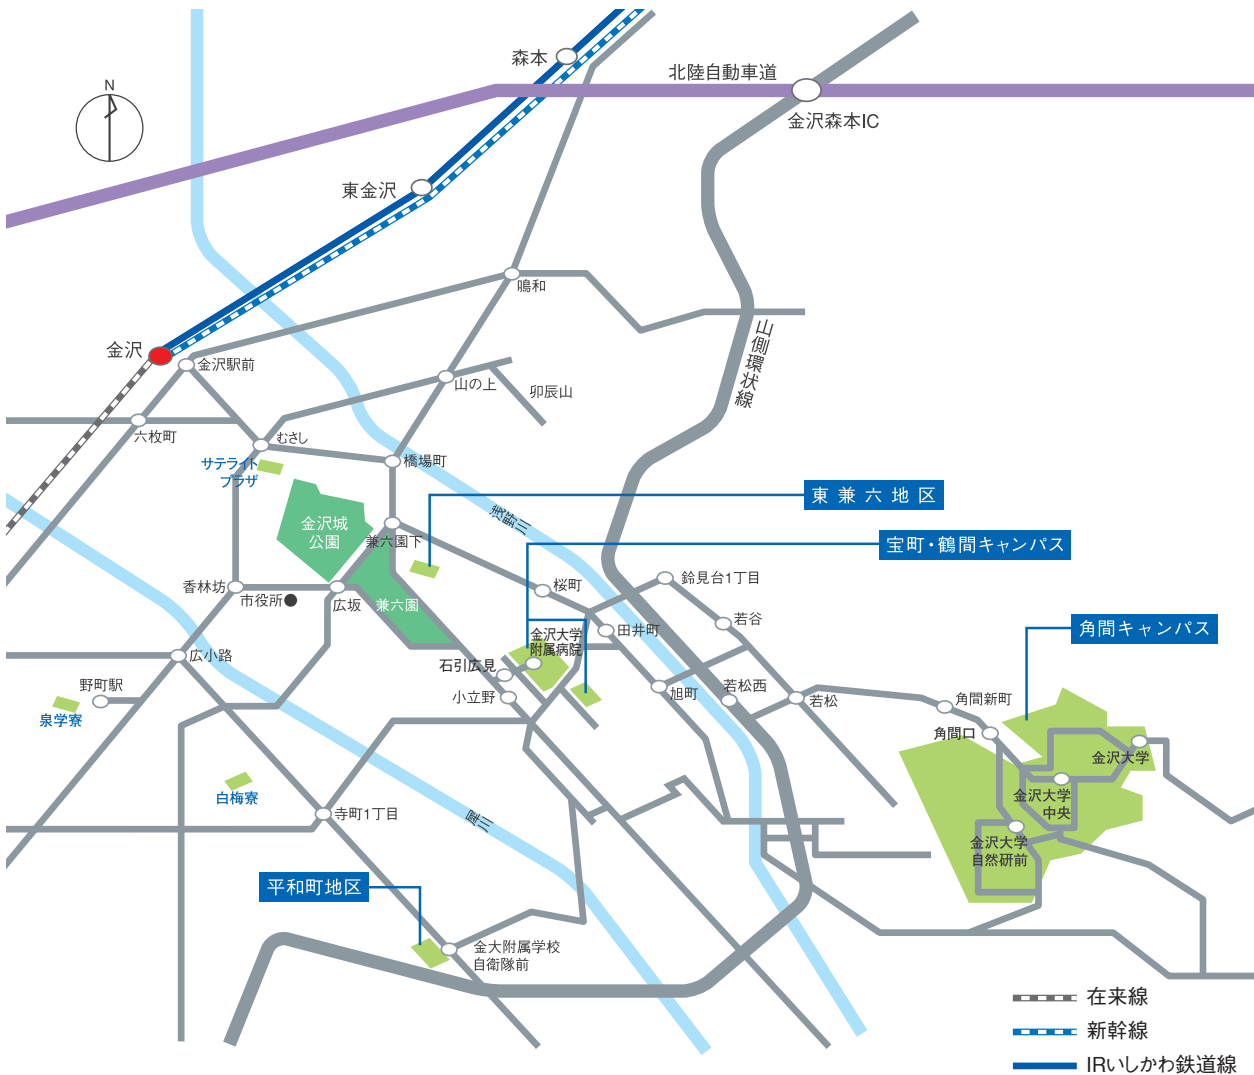 森本
北陸自動車道
N
金沢森本IC
東金沢
鳴和
金沢
金沢駅前
山側環状線
山の上
卯辰山
六枚町
むさし
サテライト
プラザ
橋場町
東兼六地区
金沢城
公園
浅野川
兼六園下
宝町・鶴間キャンパス
香林坊
市役所
広坂
兼六園
桜町
鈴見台1丁目
若谷
田井町
金沢大学
附属病院
角間キャンパス
広小路
石引広見
小立野
旭町
若松西
若松
野町駅
泉学寮
角間新町
角間口
金沢大学
白梅寮
寺町1丁目
犀川
金沢大学
中央
金沢大学
自然研前
平和町地区
金大附属学校
自衛隊前
在来線
新幹線
IRいしかわ鉄道線